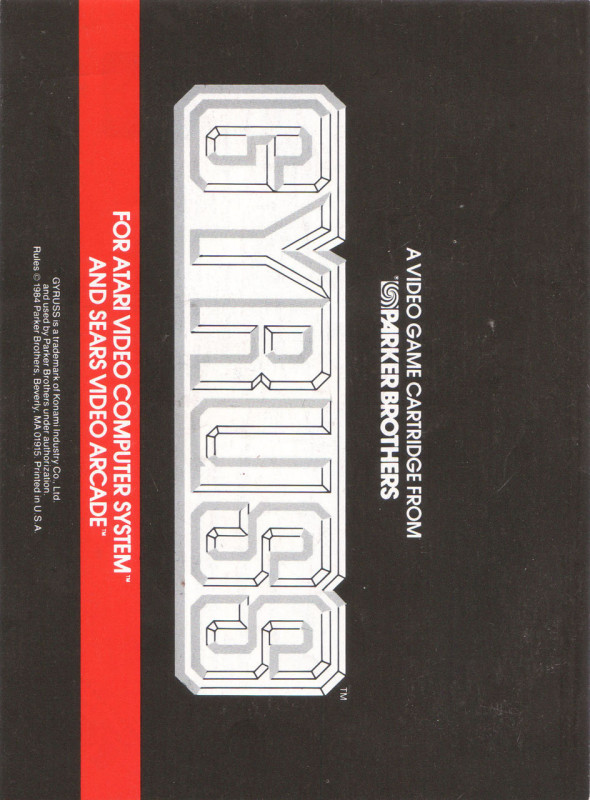 A VIDEO GAME CARTRIDGE FROM
® PARKER BROTHERS
GYRUSS™
FOR ATARI VIDEO COMPUTER SYSTEM™
AND SEARS VIDEO ARCADE™
GYRUSS is a trademark of Konami Industry Co., Ltd.
and used by Parker Brothers under authorization.
Rules © 1984 Parker Brothers, Beverly, MA 01915. Printed in U.S.A.